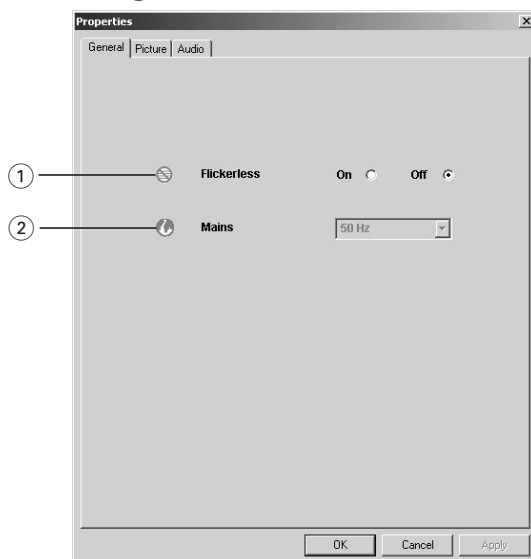 Properties
General Picture Audio
1 Flickerless On Off
2 Mains 50 Hz
OK Cancel Apply